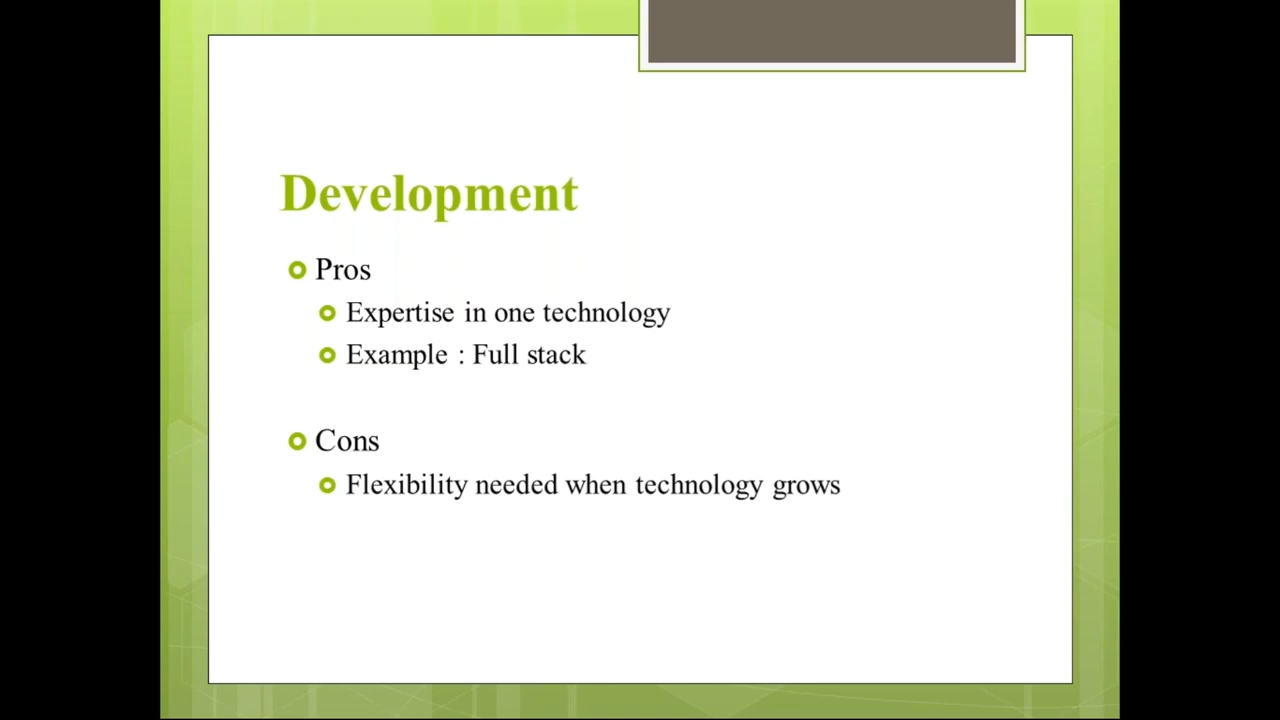 Development
Pros
Expertise in one technology
Example : Full stack
Cons
Flexibility needed when technology grows